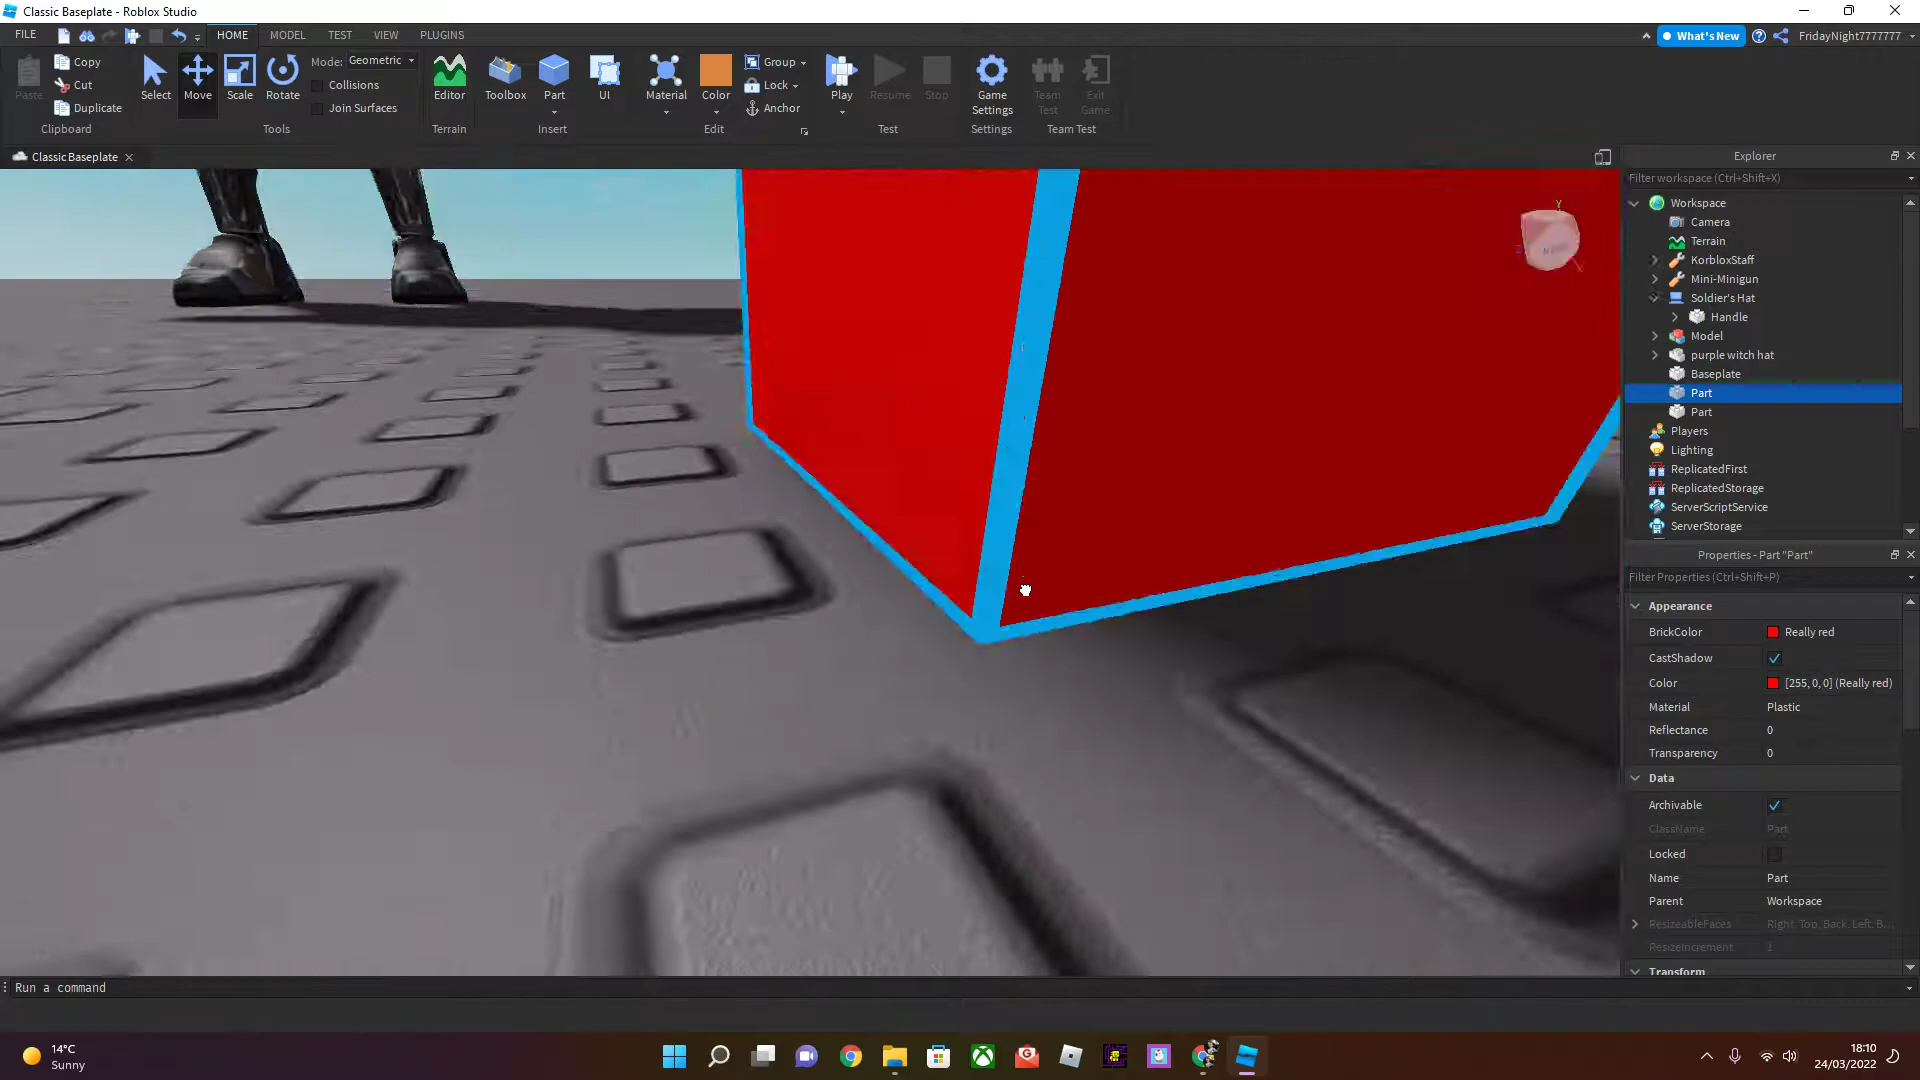 Classic Baseplate - Roblox Studio
FILE HOME MODEL TEST VIEW PLUGINS What's New FridayNight7777777
Paste Copy Cut Duplicate Clipboard
Select Move Scale Rotate Mode: Geometric Collisions Join Surfaces Tools
Editor Terrain
Toolbox Part UI Insert
Material Color Group Lock Anchor Edit
Play Resume Stop Test
Game Settings Settings
Team Test Exit Game Team Test
Classic Baseplate
Y
Explorer
Filter workspace (Ctrl+Shift+X)
Workspace
Camera
Terrain
KorbloxStaff
Mini-Minigun
Soldier's Hat
Handle
Model
purple witch hat
Baseplate
Part
Part
Players
Lighting
ReplicatedFirst
ReplicatedStorage
ServerScriptService
ServerStorage
Properties - Part "Part"
Filter Properties (Ctrl+Shift+P)
Appearance
BrickColor Really red
CastShadow
Color [255, 0, 0] (Really red)
Material Plastic
Reflectance 0
Transparency 0
Data
Archivable
ClassName Part
Locked
Name Part
Parent Workspace
ResizeableFaces Right, Top, Back, Left, B...
ResizeIncrement 1
Transform
Run a command
14°C
Sunny
18:10
24/03/2022